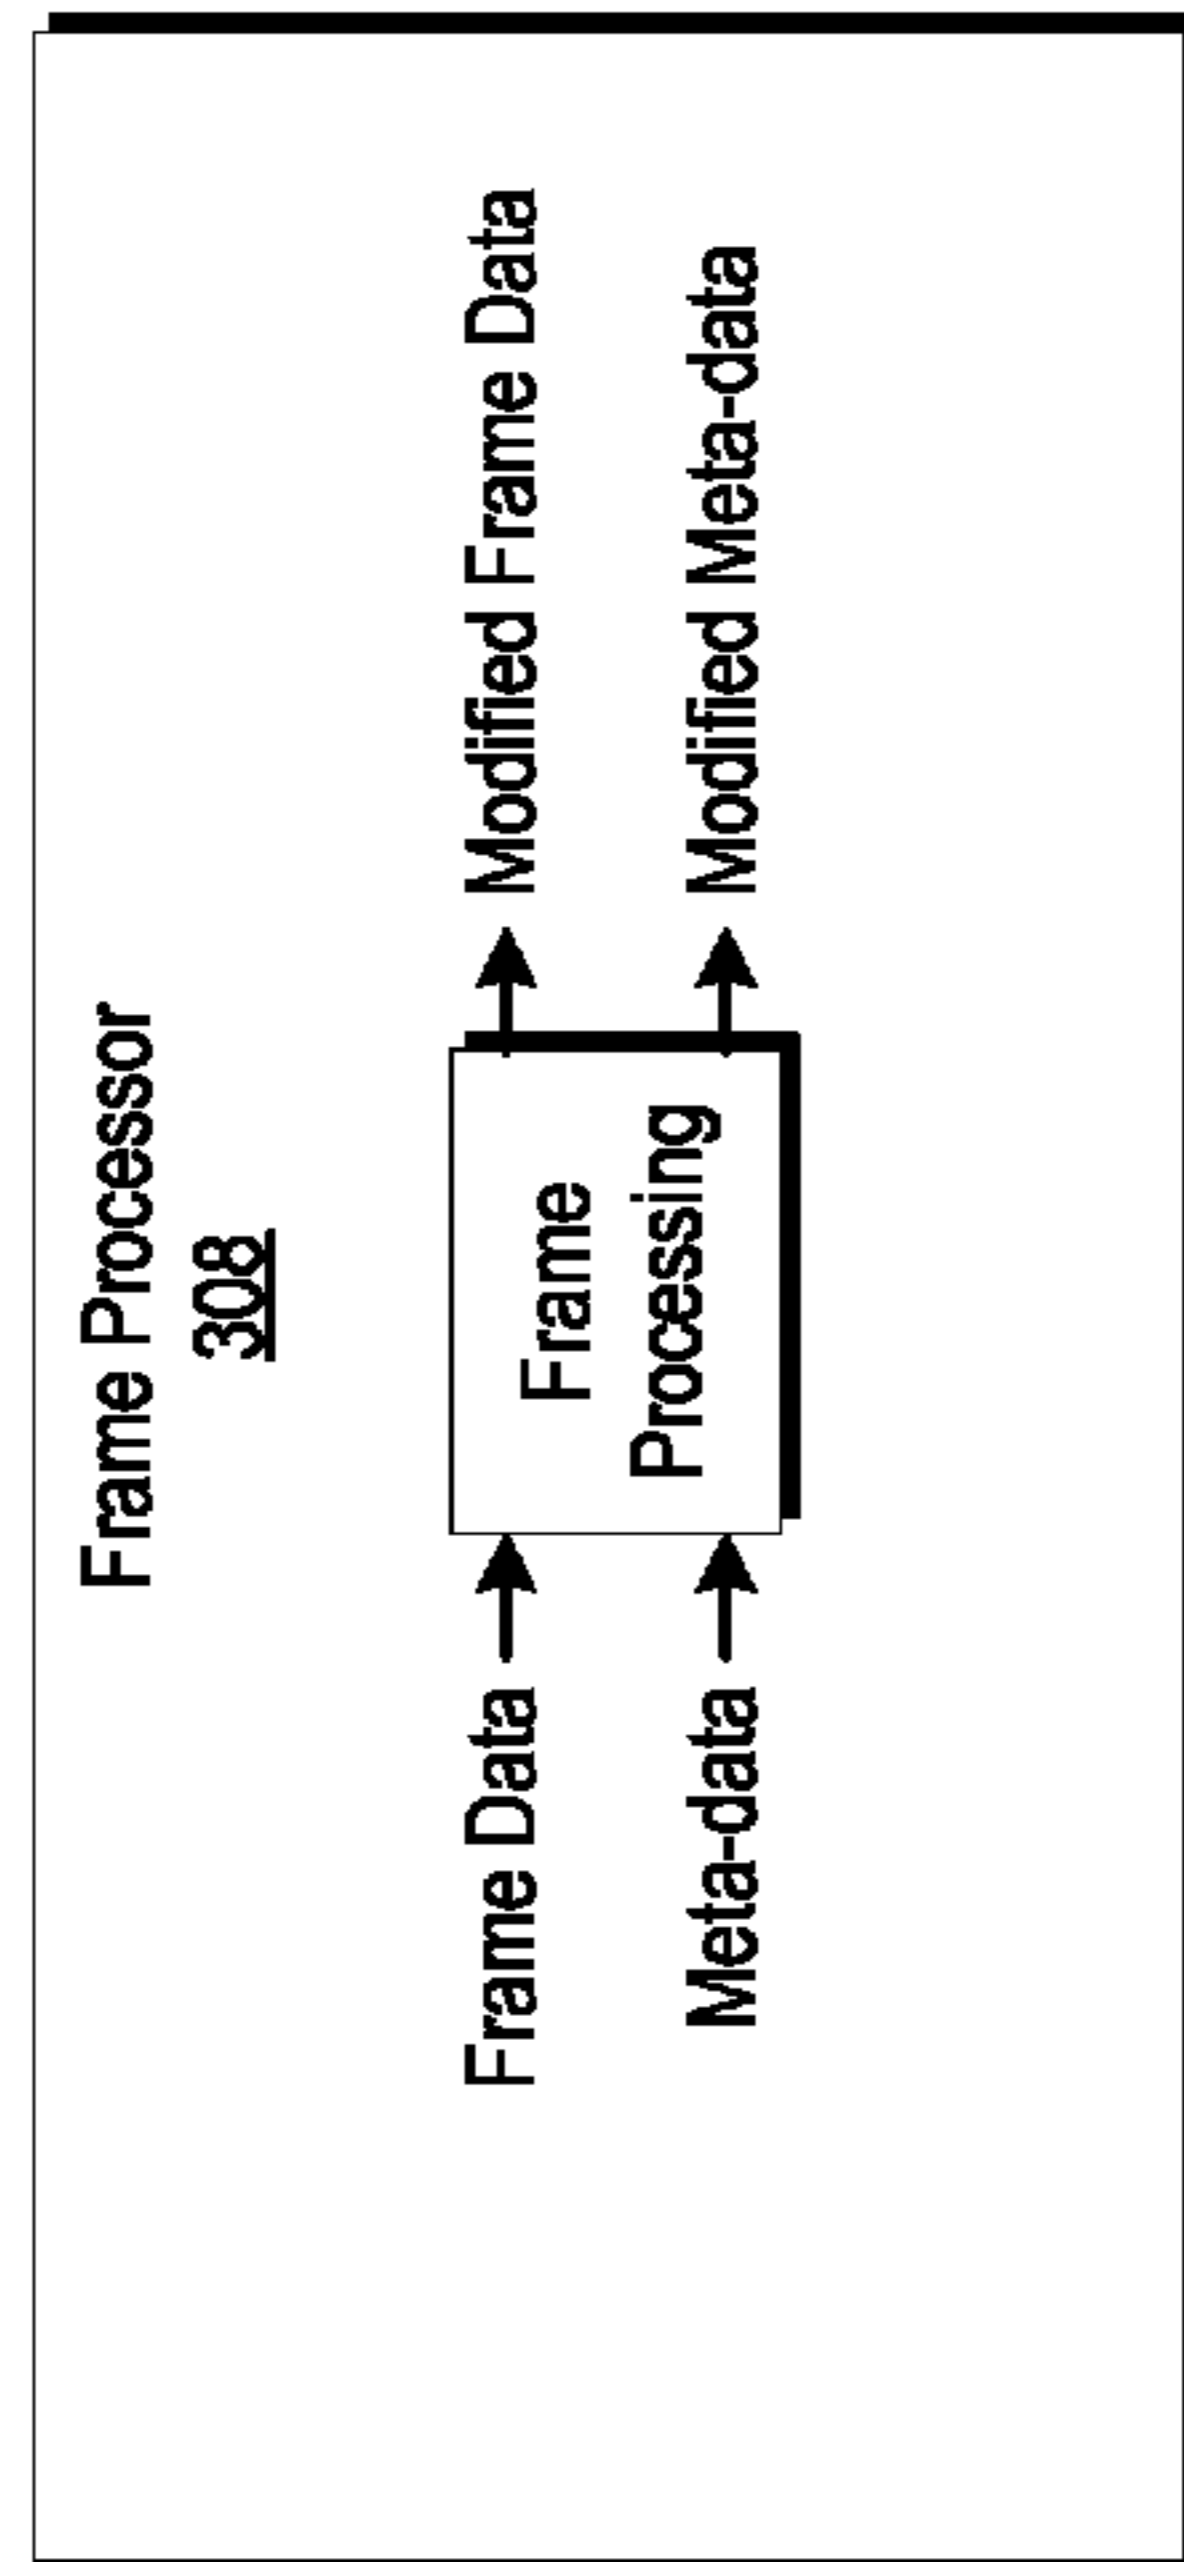 Frame Processor
308
Frame Data
Meta-data
Frame
Processing
Modified Frame Data
Modified Meta-data